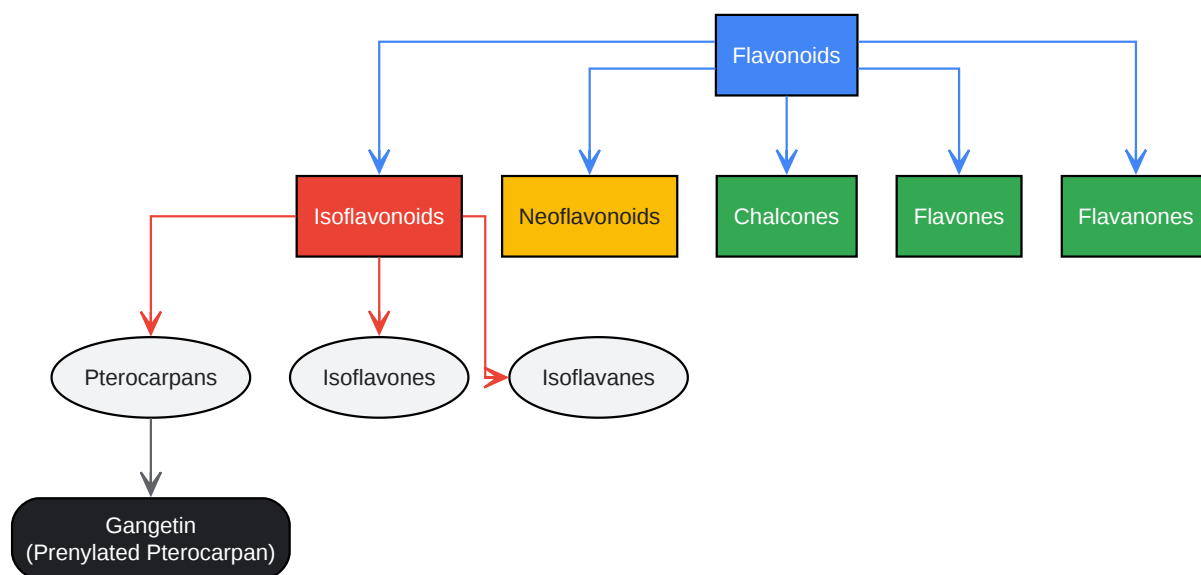 Flavonoids
Isoflavonoids
Neoflavonoids
Chalcones
Flavones
Flavanones
Pterocarpans
Isoflavones
Isoflavanes
Gangetin
(Prenylated Pterocarpan)